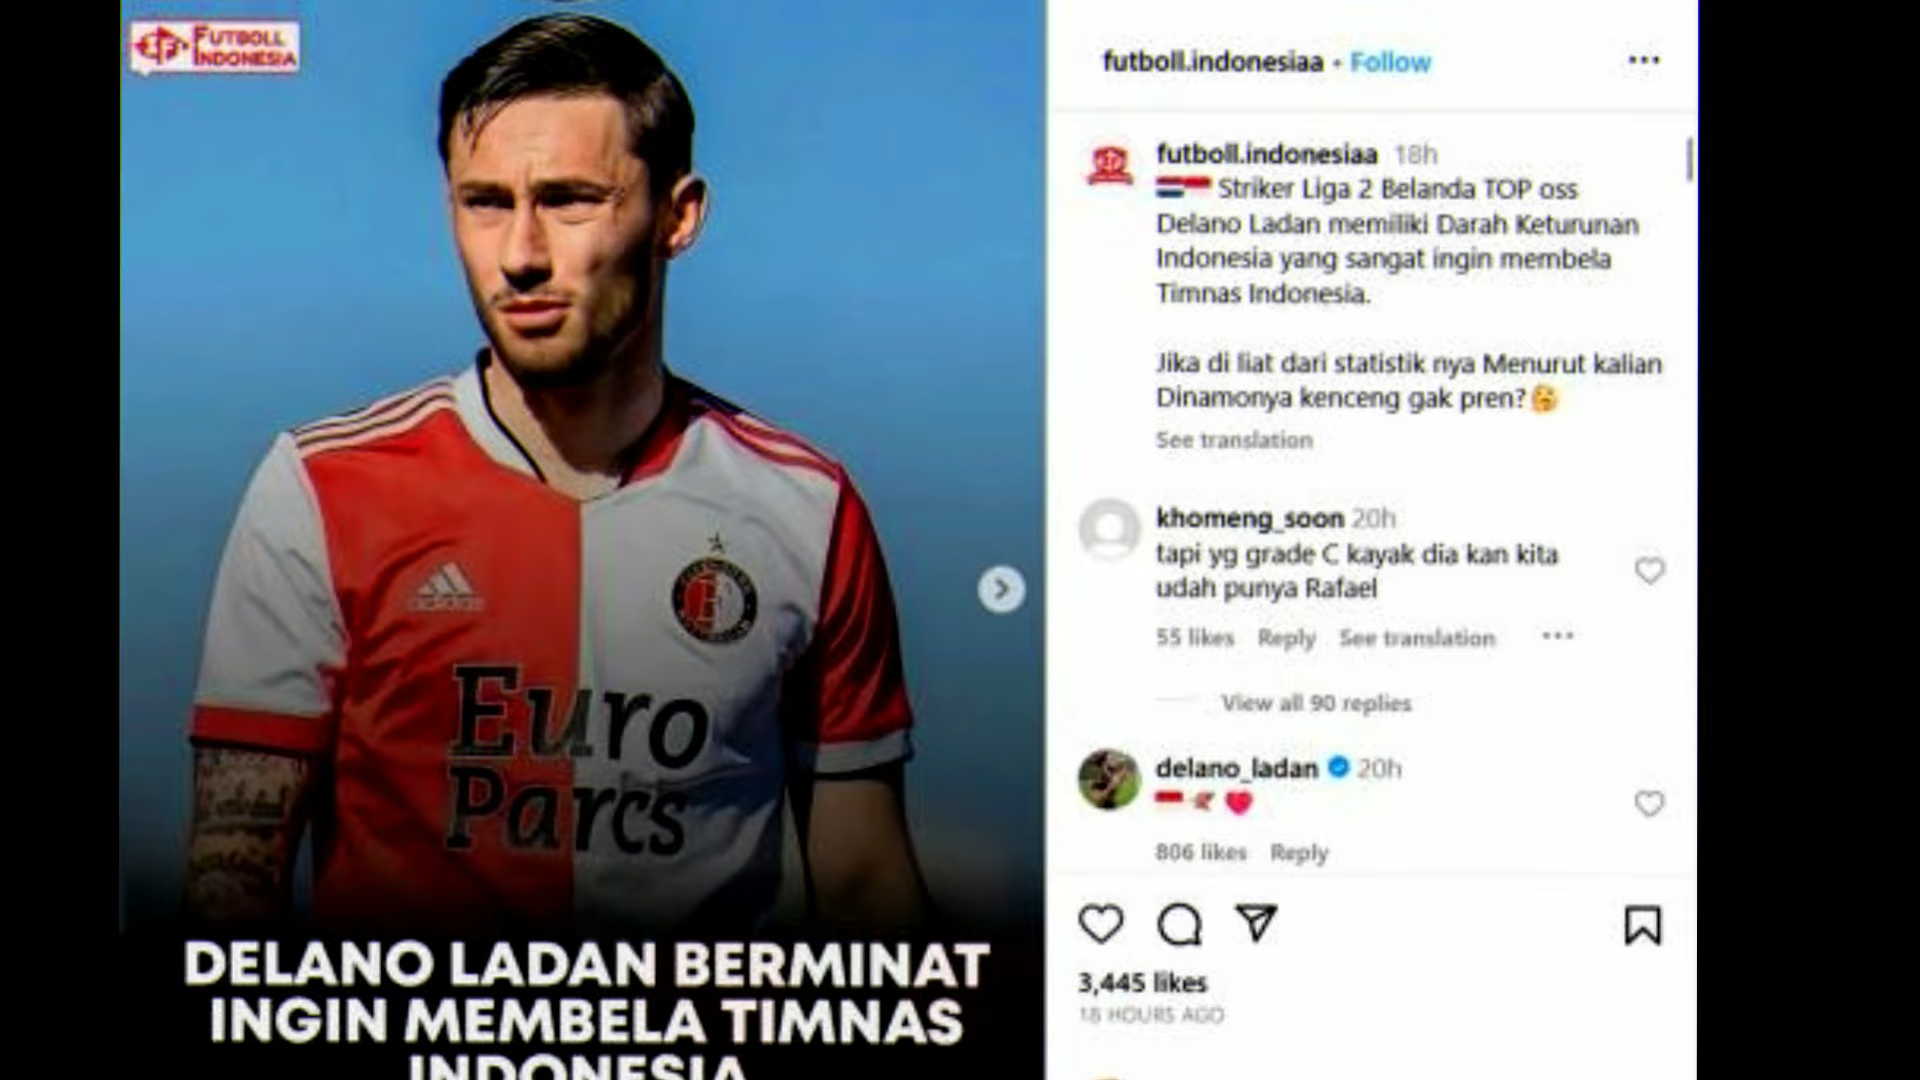 FUTBOLL
INDONESIA
Euro
Parcs
DELANO LADAN BERMINAT
INGIN MEMBELA TIMNAS
INDONESIA
futboll.indonesiaa • Follow
futboll.indonesiaa 18h
Striker Liga 2 Belanda TOP oss
Delano Ladan memiliki Darah Keturunan
Indonesia yang sangat ingin membela
Timnas Indonesia.
Jika di liat dari statistik nya Menurut kalian
Dinamonya kenceng gak pren?🤔
See translation
khomeng_soon 20h
tapi yg grade C kayak dia kan kita
udah punya Rafael
55 likes Reply See translation
View all 90 replies
delano_ladan 20h
806 likes Reply
3,445 likes
18 HOURS AGO